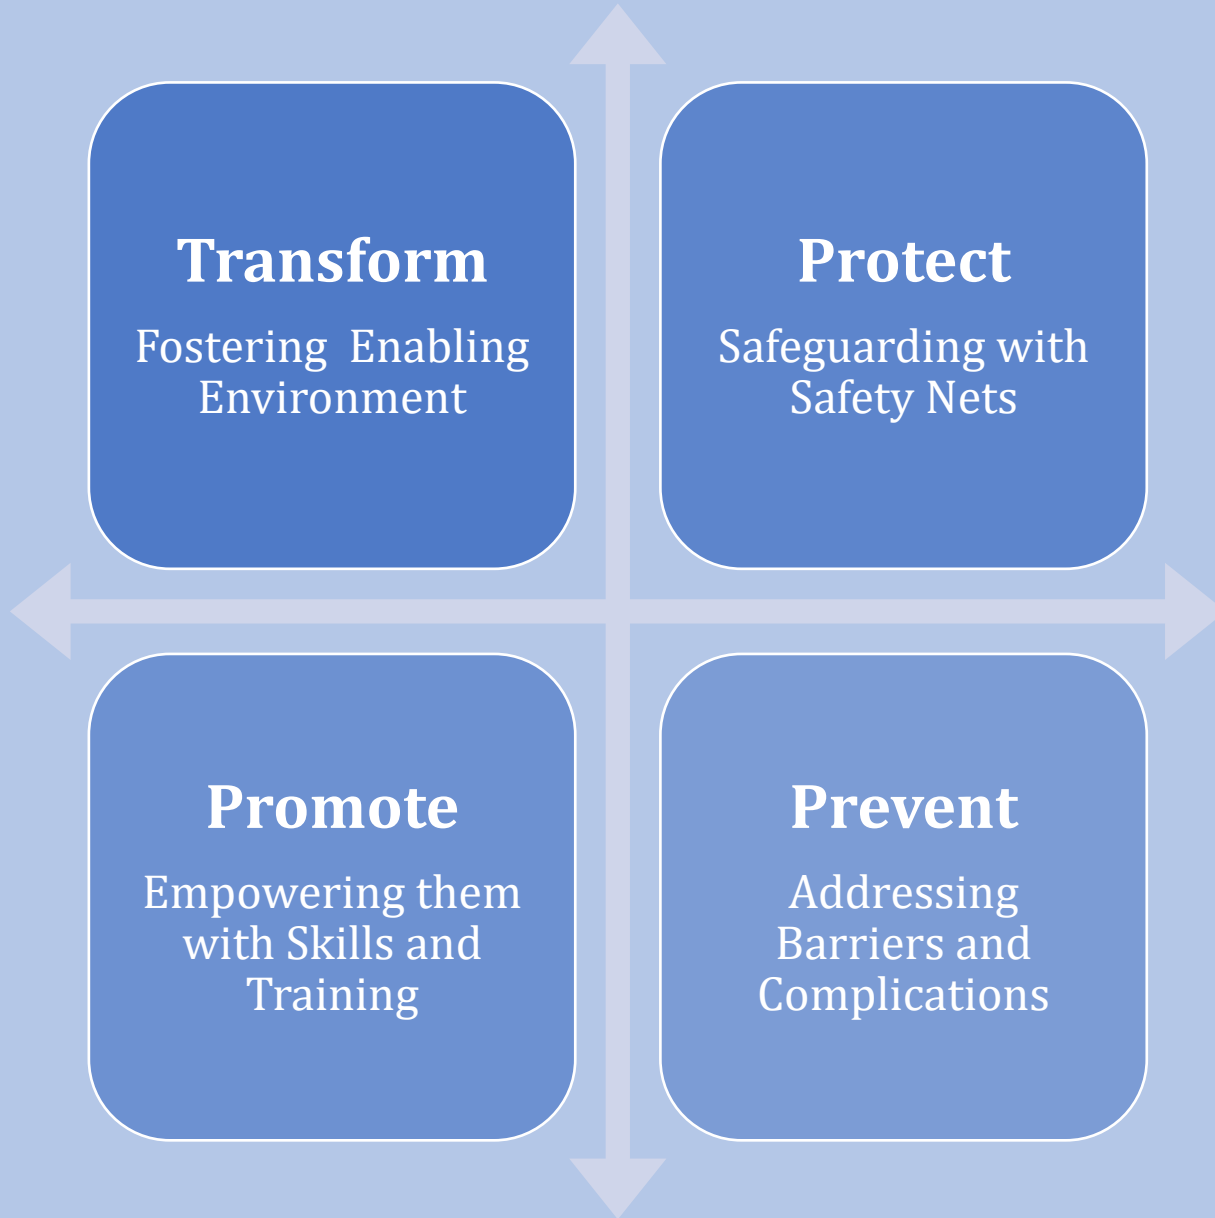 Transform
Fostering  Enabling
Environment
Protect
Safeguarding with
Safety Nets
Promote
Empowering them
with Skills and
Training
Prevent
Addressing
Barriers and
Complications